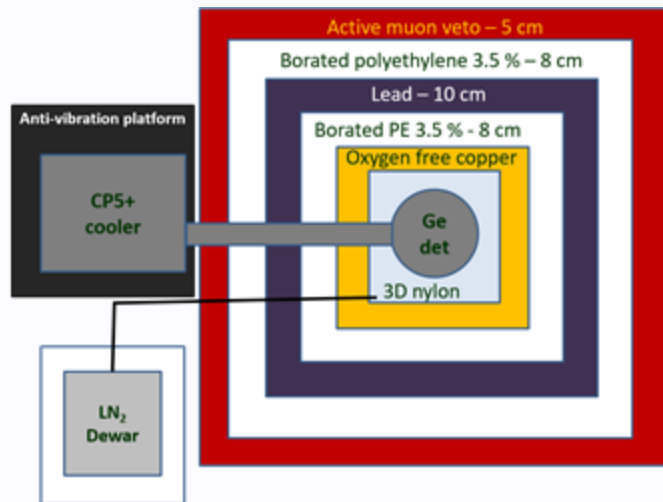 Active muon veto – 5 cm
Borated polyethylene 3.5 % – 8 cm
Lead – 10 cm
Anti-vibration platform
Borated PE 3.5 % - 8 cm
Oxygen free copper
CP5+
cooler
Ge
det
3D nylon
LN₂
Dewar